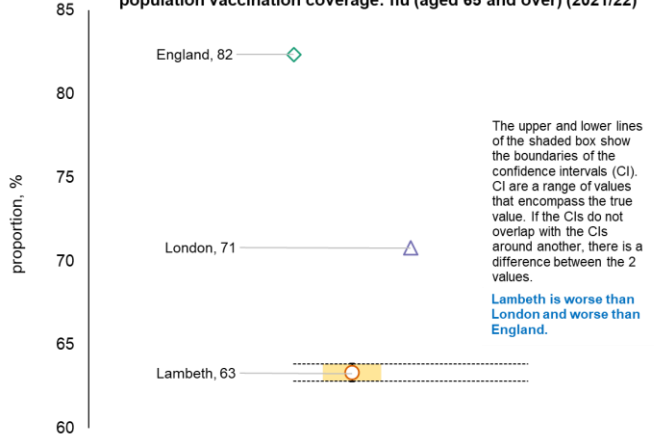 population vaccination coverage: flu (aged 65 and over) (2021/22)
85
England, 82
80
The upper and lower lines
of the shaded box show
the boundaries of the
confidence intervals (CI).
CI are a range of values
that encompass the true
value. If the CIs do not
overlap with the CIs
around another, there is a
difference between the 2
values.
75
proportion, %
London, 71
70
Lambeth is worse than
London and worse than
England.
65
Lambeth, 63
60